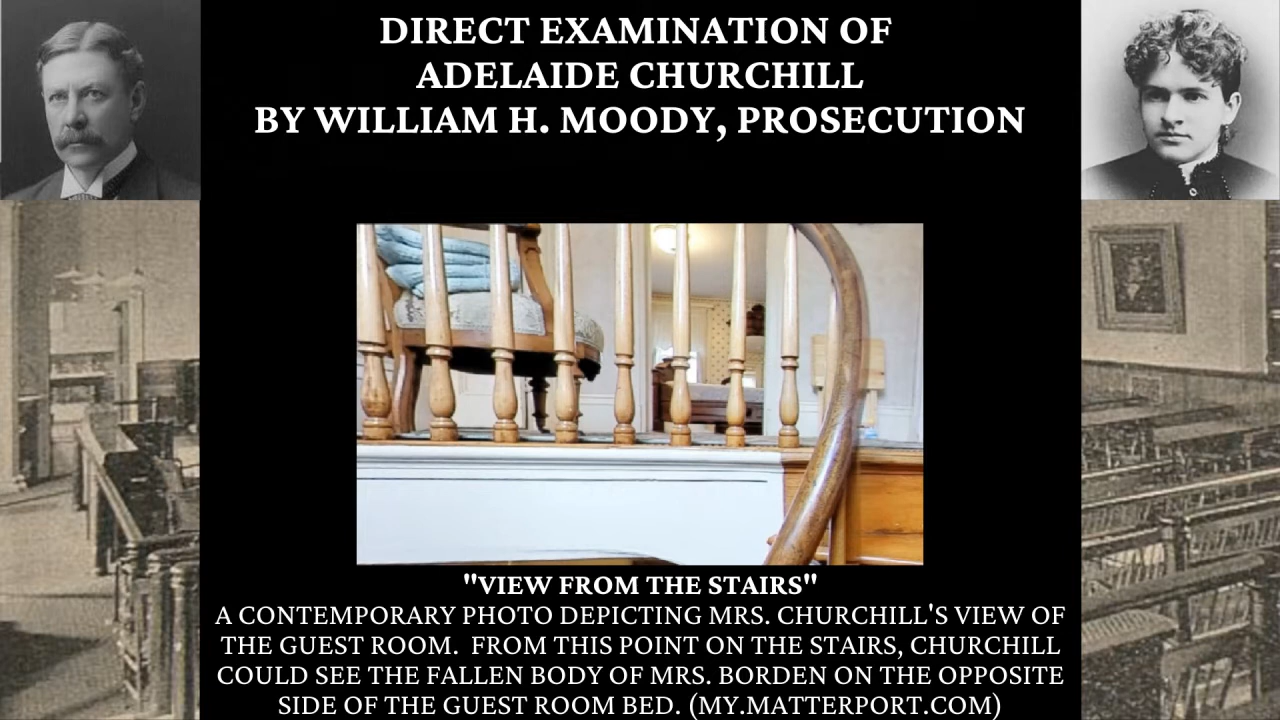 DIRECT EXAMINATION OF
ADELAIDE CHURCHILL
BY WILLIAM H. MOODY, PROSECUTION
"VIEW FROM THE STAIRS"
A CONTEMPORARY PHOTO DEPICTING MRS. CHURCHILL'S VIEW OF
THE GUEST ROOM.  FROM THIS POINT ON THE STAIRS, CHURCHILL
COULD SEE THE FALLEN BODY OF MRS. BORDEN ON THE OPPOSITE
SIDE OF THE GUEST ROOM BED. (MY.MATTERPORT.COM)